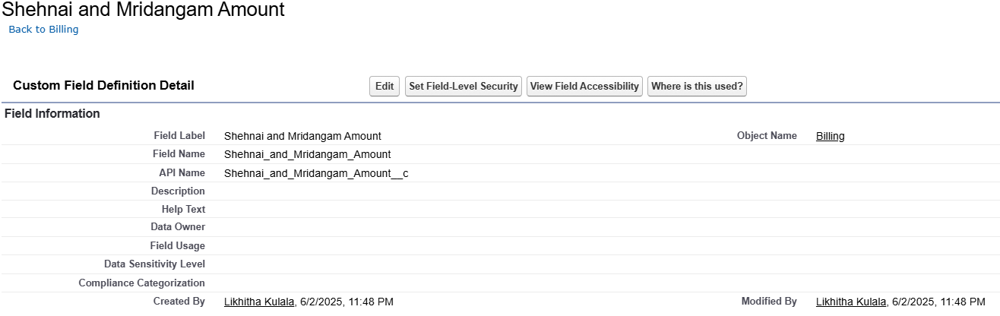 Shehnai and Mridangam Amount
Back to Billing
Custom Field Definition Detail Edit Set Field-Level Security View Field Accessibility Where is this used?
Field Information
Field Label Shehnai and Mridangam Amount Object Name Billing
Field Name Shehnai_and_Mridangam_Amount
API Name Shehnai_and_Mridangam_Amount__c
Description
Help Text
Data Owner
Field Usage
Data Sensitivity Level
Compliance Categorization
Created By Likhitha Kulala, 6/2/2025, 11:48 PM Modified By Likhitha Kulala, 6/2/2025, 11:48 PM